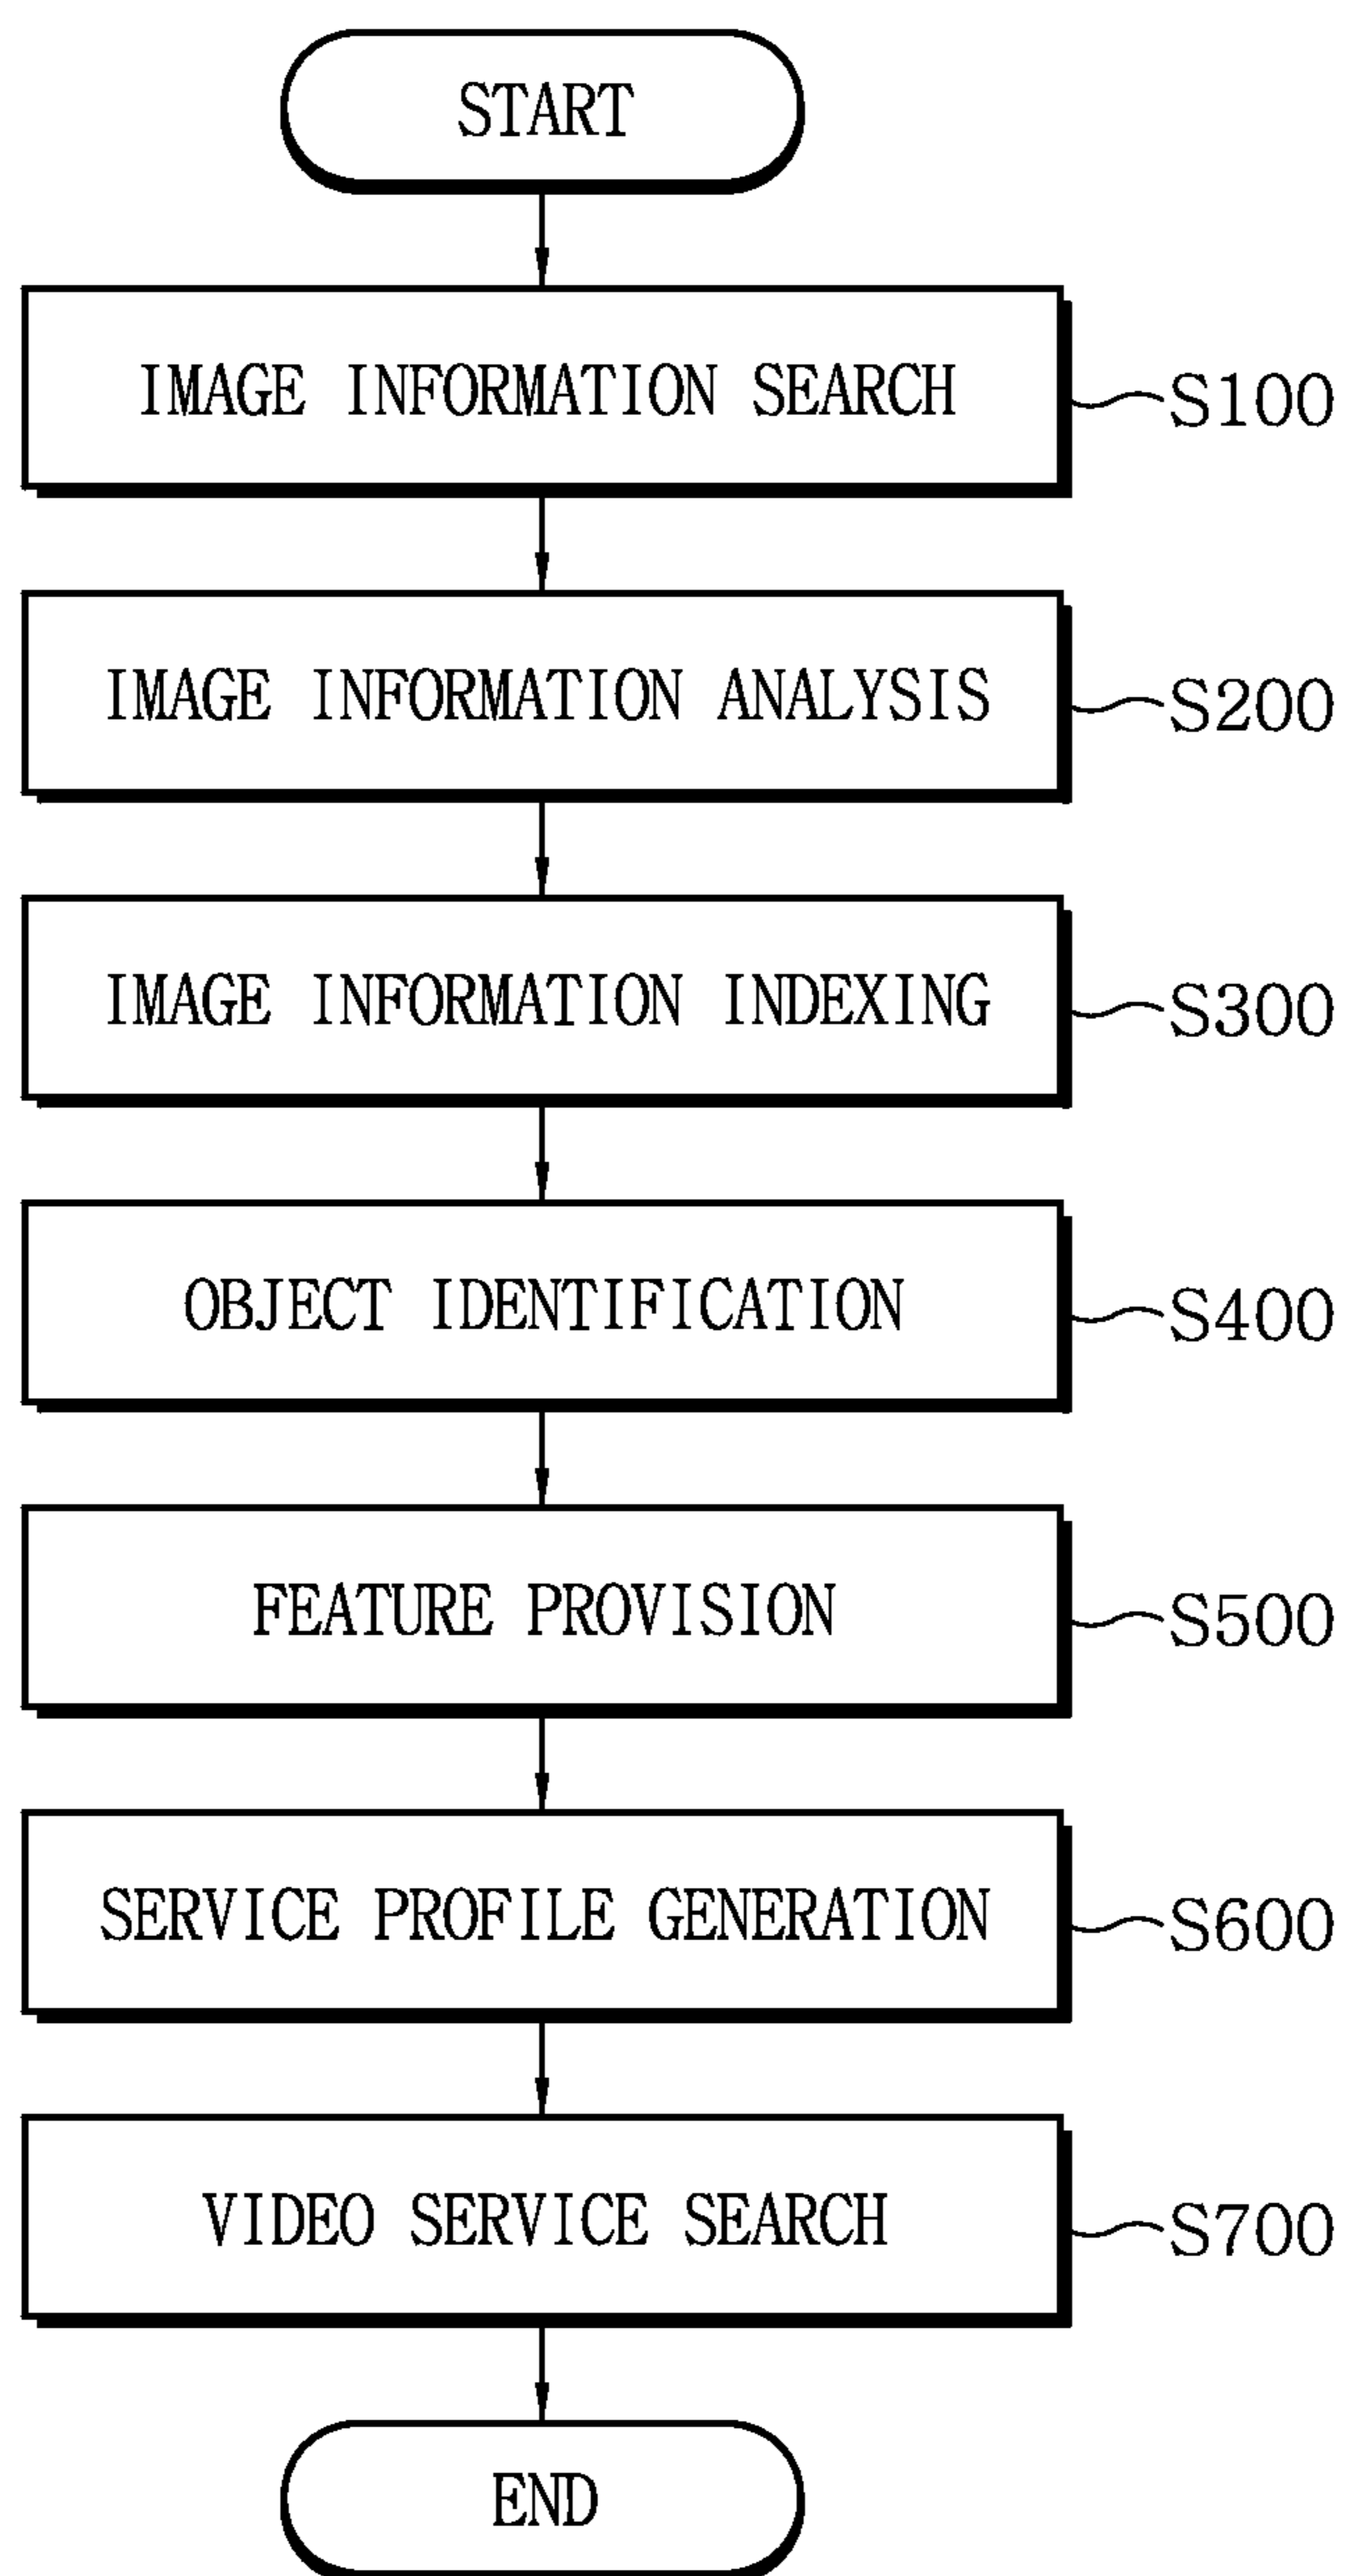 START
IMAGE INFORMATION SEARCH
S100
IMAGE INFORMATION ANALYSIS
S200
IMAGE INFORMATION INDEXING
S300
OBJECT IDENTIFICATION
S400
FEATURE PROVISION
S500
SERVICE PROFILE GENERATION
S600
VIDEO SERVICE SEARCH
S700
END